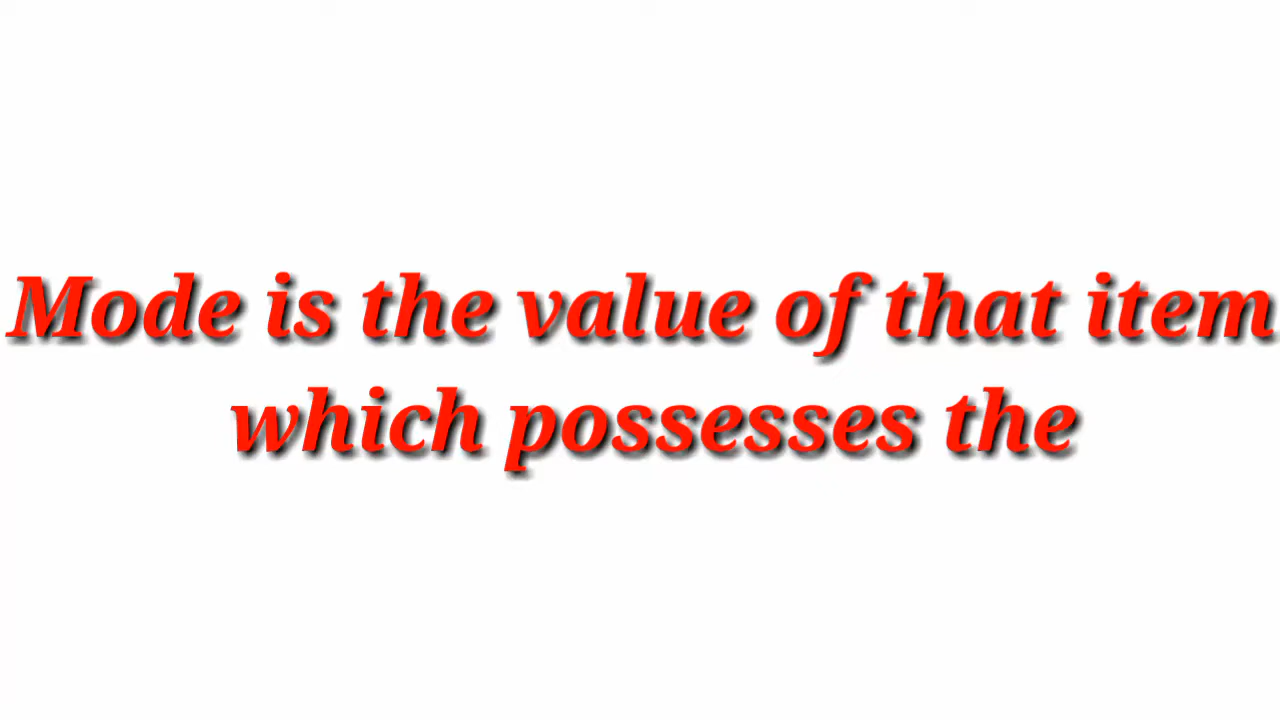 Mode is the value of that item
which possesses the